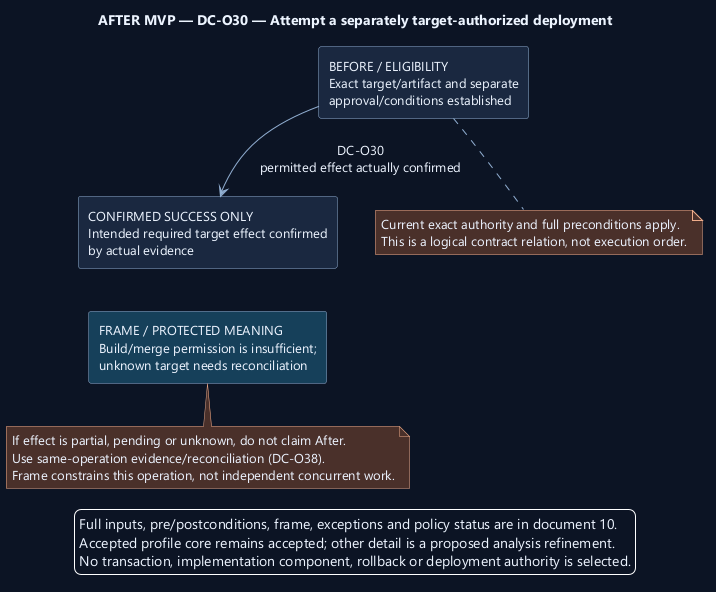 AFTER MVP — DC-O30 — Attempt a separately target-authorized deployment
BEFORE / ELIGIBILITY
Exact target/artifact and separate
approval/conditions established
DC-O30
permitted effect actually confirmed
CONFIRMED SUCCESS ONLY
Intended required target effect confirmed
by actual evidence
Current exact authority and full preconditions apply.
This is a logical contract relation, not execution order.
FRAME / PROTECTED MEANING
Build/merge permission is insufficient;
unknown target needs reconciliation
If effect is partial, pending or unknown, do not claim After.
Use same-operation evidence/reconciliation (DC-O38).
Frame constrains this operation, not independent concurrent work.
Full inputs, pre/postconditions, frame, exceptions and policy status are in document 10.
Accepted profile core remains accepted; other detail is a proposed analysis refinement.
No transaction, implementation component, rollback or deployment authority is selected.